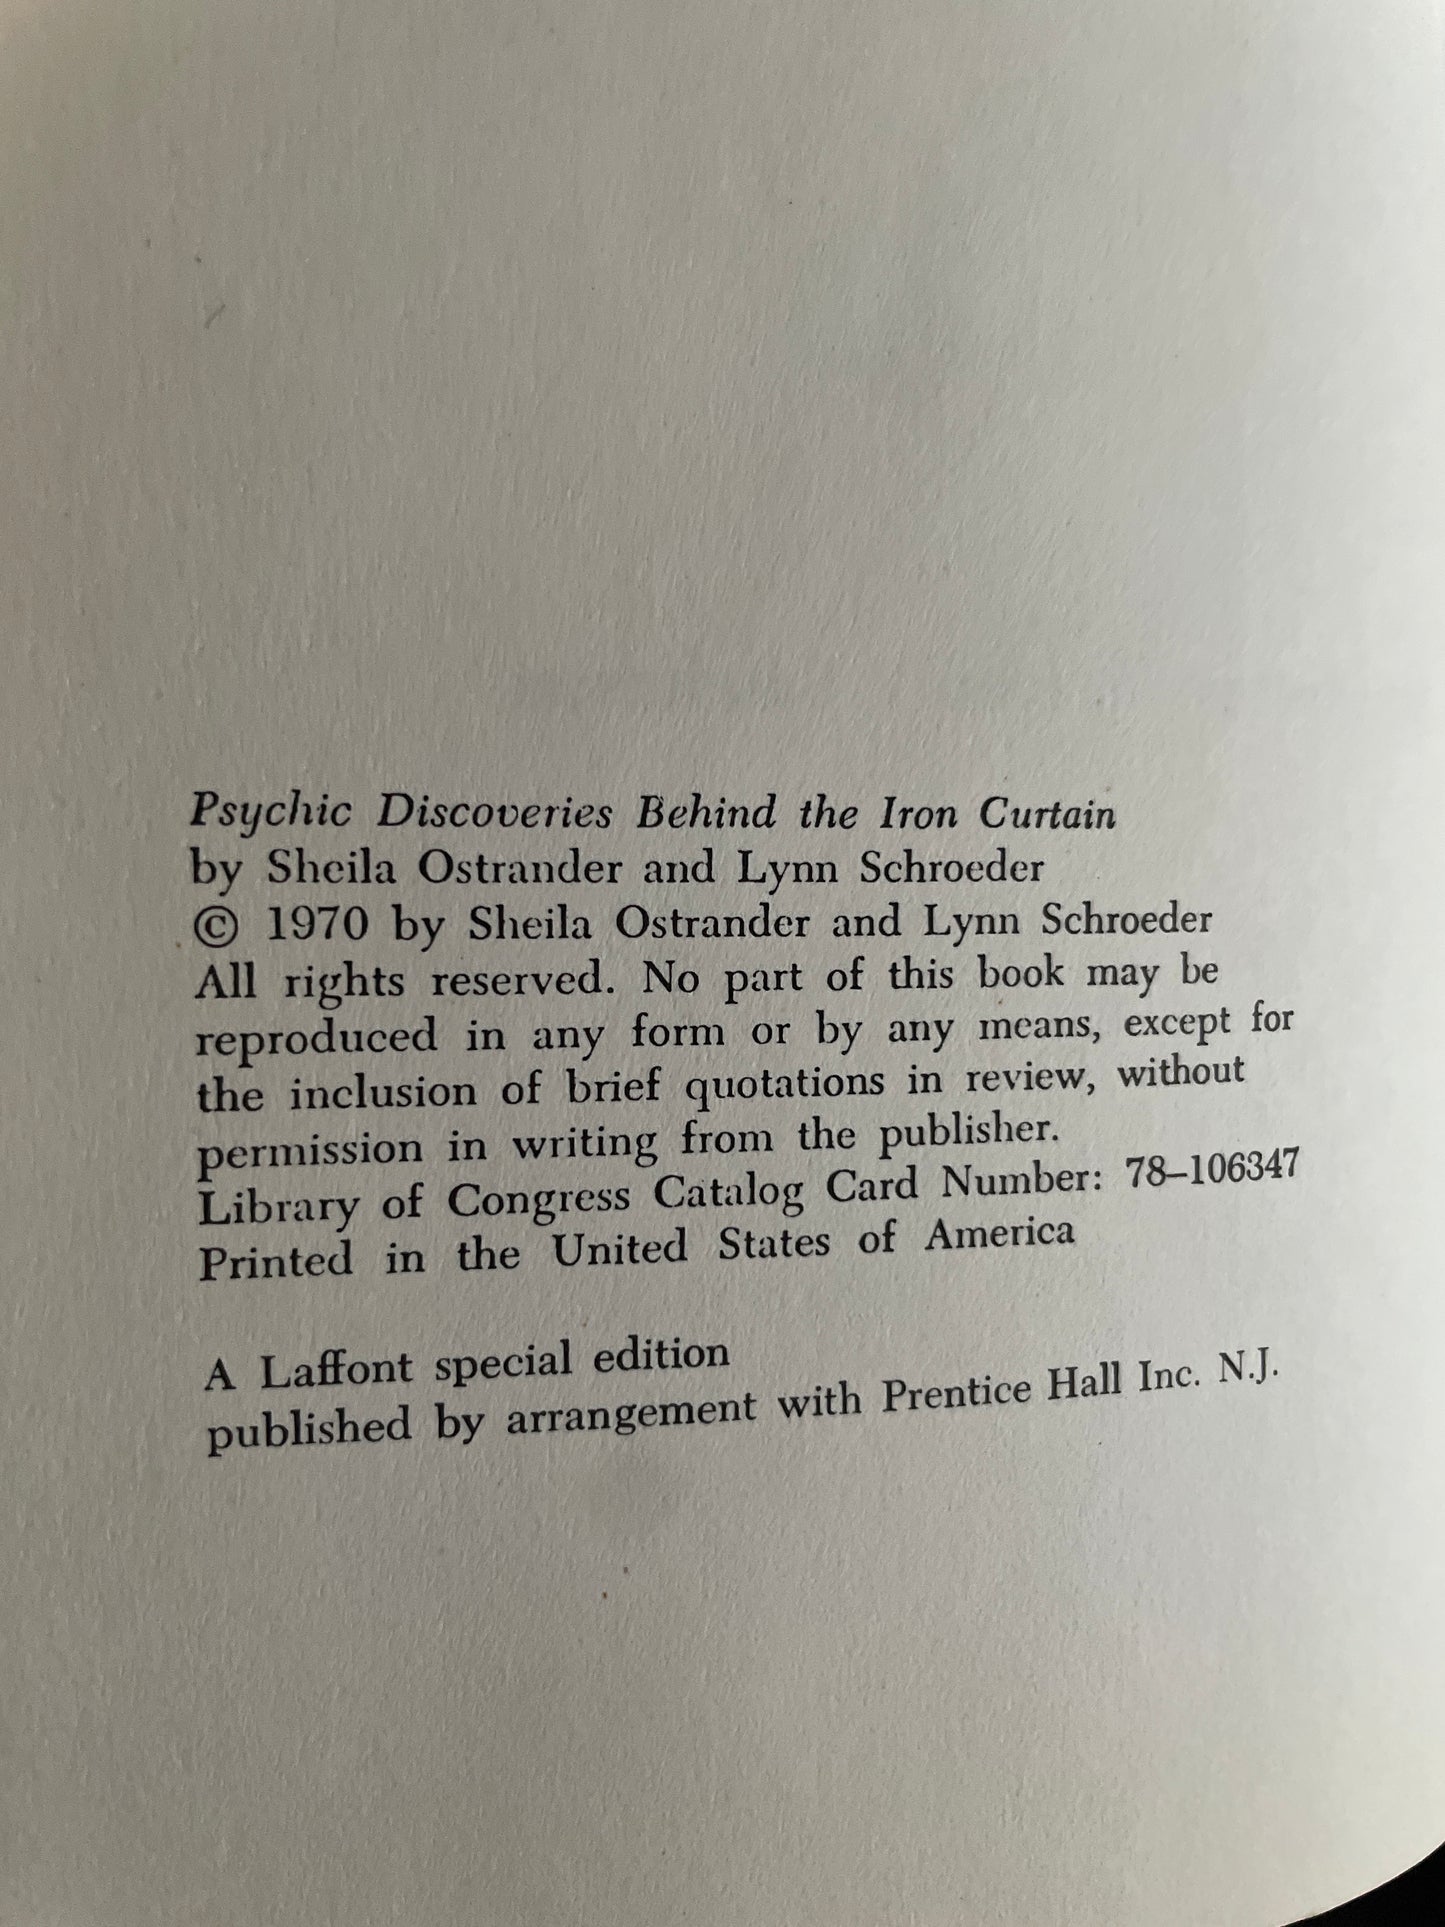 Psychic Discoveries Behind the Iron Curtain
by Sheila Ostrander and Lynn Schroeder
© 1970 by Sheila Ostrander and Lynn Schroeder
All rights reserved. No part of this book may be
reproduced in any form or by any means, except for
the inclusion of brief quotations in review, without
permission in writing from the publisher.
Library of Congress Catalog Card Number: 78–106347
Printed in the United States of America
A Laffont special edition
published by arrangement with Prentice Hall Inc. N.J.